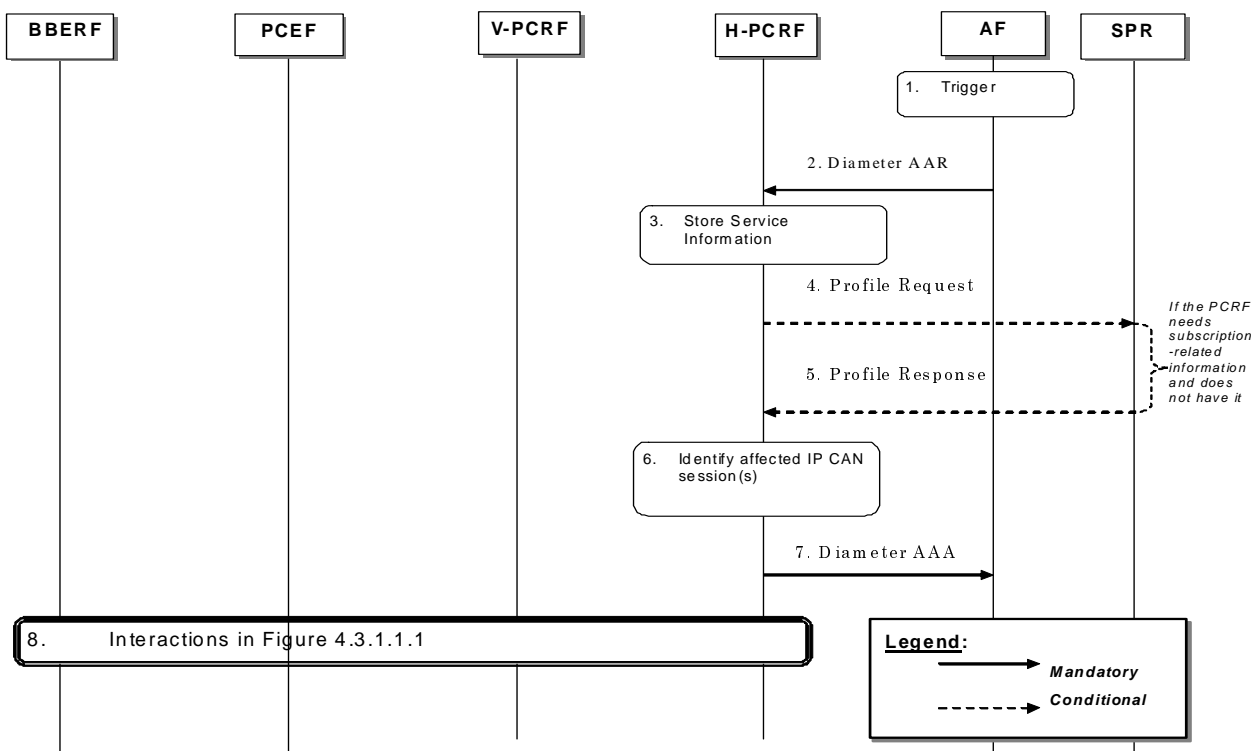 BBERF
PCEF
V-PCRF
H-PCRF
AF
SPR
1. Trigger
2. Diameter AAR
3. Store Service
Information
4. Profile Request
If the PCRF
needs
subscription
-related
information
and does
not have it
5. Profile Response
6. Identify affected IP CAN
session(s)
7. Diameter AAA
8. Interactions in Figure 4.3.1.1.1
Legend:
Mandatory
Conditional